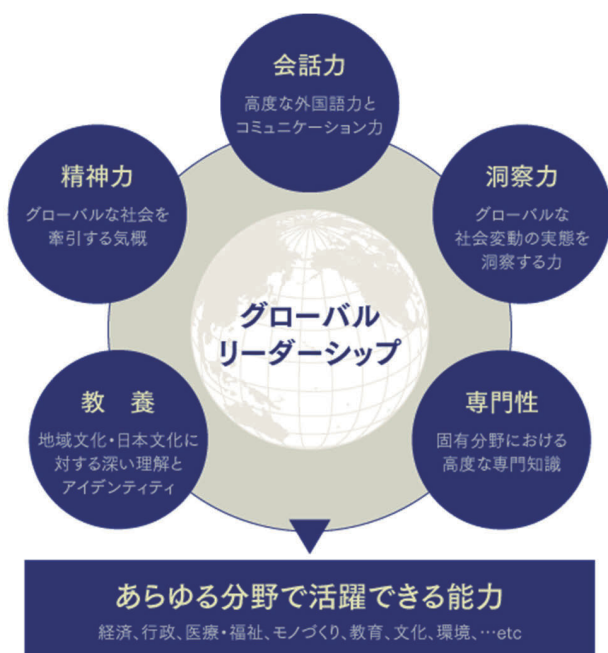 会話力
高度な外国語力と
コミュニケーション力
精神力
グローバルな社会を
牽引する気概
洞察力
グローバルな
社会変動の実態を
洞察する力
グローバル
リーダーシップ
教　養
地域文化・日本文化に
対する深い理解と
アイデンティティ
専門性
固有分野における
高度な専門知識
あらゆる分野で活躍できる能力
経済、行政、医療・福祉、モノづくり、教育、文化、環境、…etc